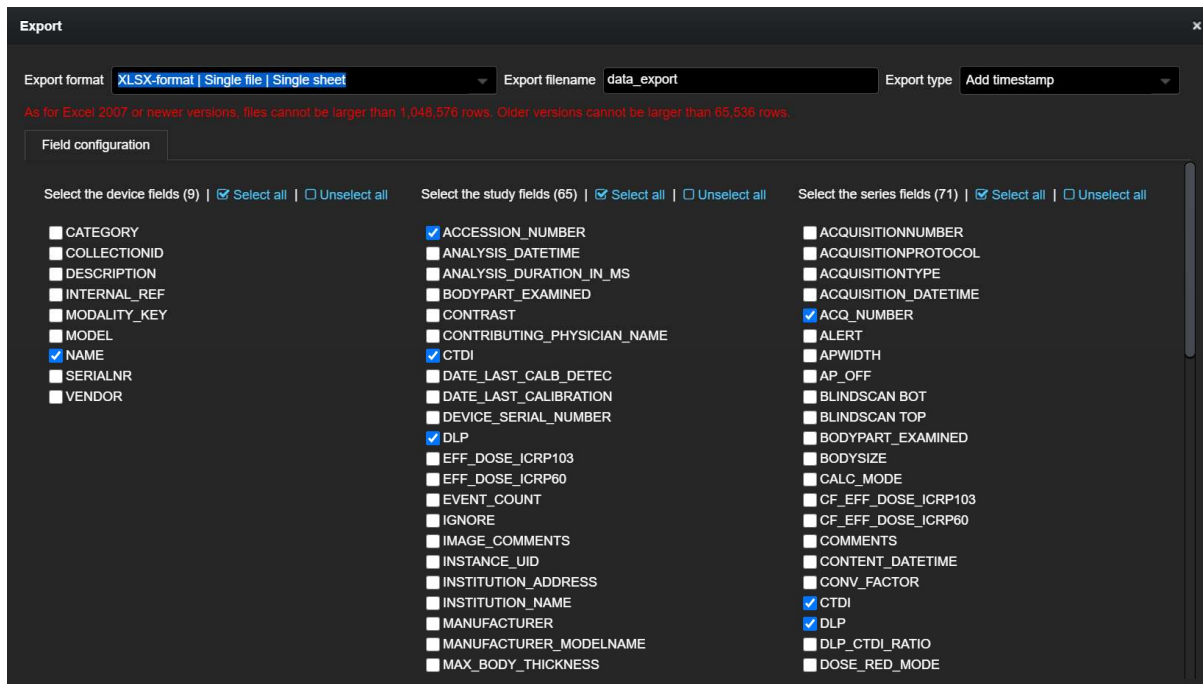 Export
×
Export format XLSX-format | Single file | Single sheet Export filename data_export Export type Add timestamp
As for Excel 2007 or newer versions, files cannot be larger than 1,048,576 rows. Older versions cannot be larger than 65,536 rows.
Field configuration
Select the device fields (9) | Select all | Unselect all
CATEGORY
COLLECTIONID
DESCRIPTION
INTERNAL_REF
MODALITY_KEY
MODEL
NAME
SERIALNR
VENDOR
Select the study fields (65) | Select all | Unselect all
ACCESSION_NUMBER
ANALYSIS_DATETIME
ANALYSIS_DURATION_IN_MS
BODYPART_EXAMINED
CONTRAST
CONTRIBUTING_PHYSICIAN_NAME
CTDI
DATE_LAST_CALB_DETEC
DATE_LAST_CALIBRATION
DEVICE_SERIAL_NUMBER
DLP
EFF_DOSE_ICRP103
EFF_DOSE_ICRP60
EVENT_COUNT
IGNORE
IMAGE_COMMENTS
INSTANCE_UID
INSTITUTION_ADDRESS
INSTITUTION_NAME
MANUFACTURER
MANUFACTURER_MODELNAME
MAX_BODY_THICKNESS
Select the series fields (71) | Select all | Unselect all
ACQUISITIONNUMBER
ACQUISITIONPROTOCOL
ACQUISITIONTYPE
ACQUISITION_DATETIME
ACQ_NUMBER
ALERT
APWIDTH
AP_OFF
BLINDSCAN BOT
BLINDSCAN TOP
BODYPART_EXAMINED
BODYSIZE
CALC_MODE
CF_EFF_DOSE_ICRP103
CF_EFF_DOSE_ICRP60
COMMENTS
CONTENT_DATETIME
CONV_FACTOR
CTDI
DLP
DLP_CTDI_RATIO
DOSE_RED_MODE